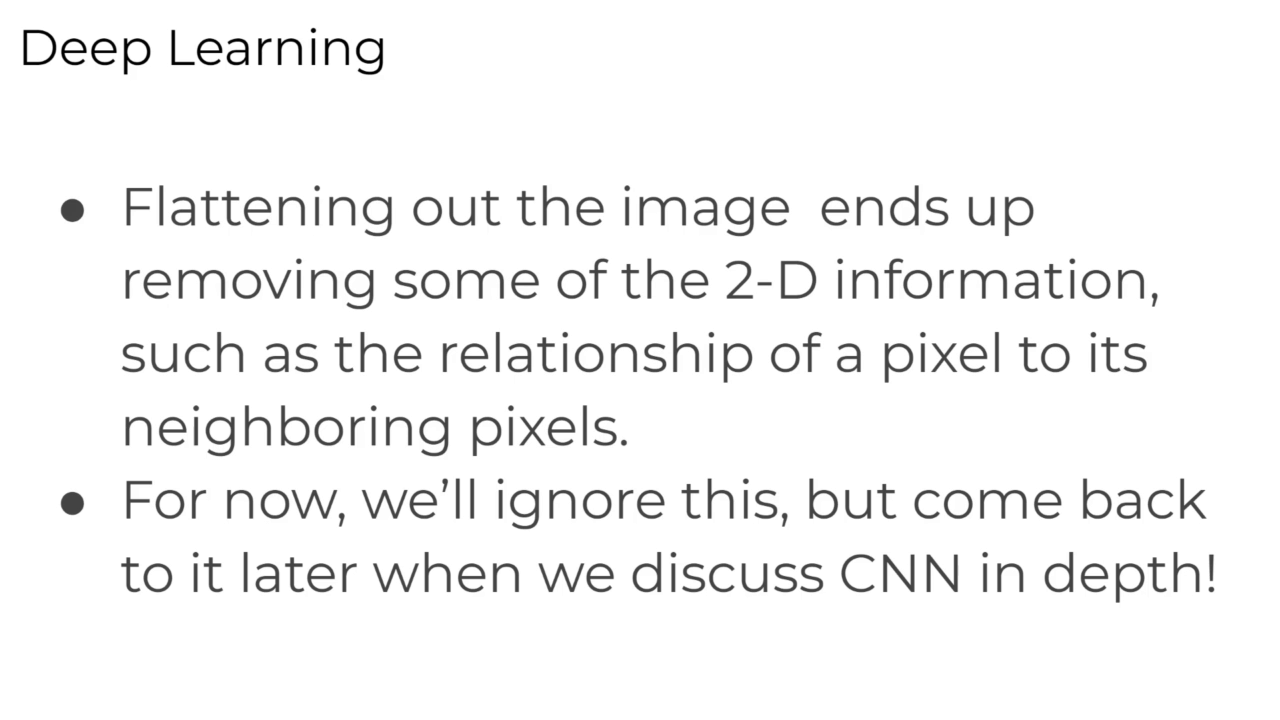 Deep Learning
● Flattening out the image  ends up
removing some of the 2-D information,
such as the relationship of a pixel to its
neighboring pixels.
● For now, we’ll ignore this, but come back
to it later when we discuss CNN in depth!